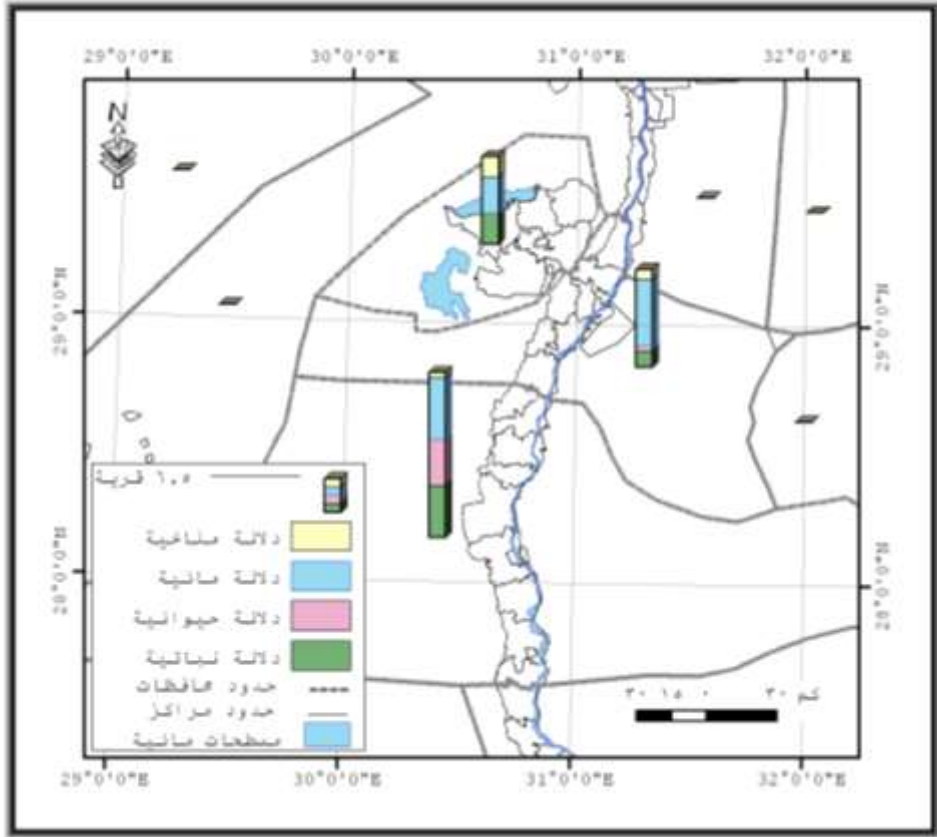 29°0'0"E 30°0'0"E 31°0'0"E 32°0'0"E
N
29°0'0"N 29°0'0"N
٦.٥ قرية
دلالة مناخية
دلالة مائية
دلالة حيوانية
دلالة نباتية
حدود محافظات
حدود مراكز
مسطحات مائية
28°0'0"N 28°0'0"N
كم ٣٠ ٠ ١٥ ٣٠
29°0'0"E 30°0'0"E 31°0'0"E 32°0'0"E